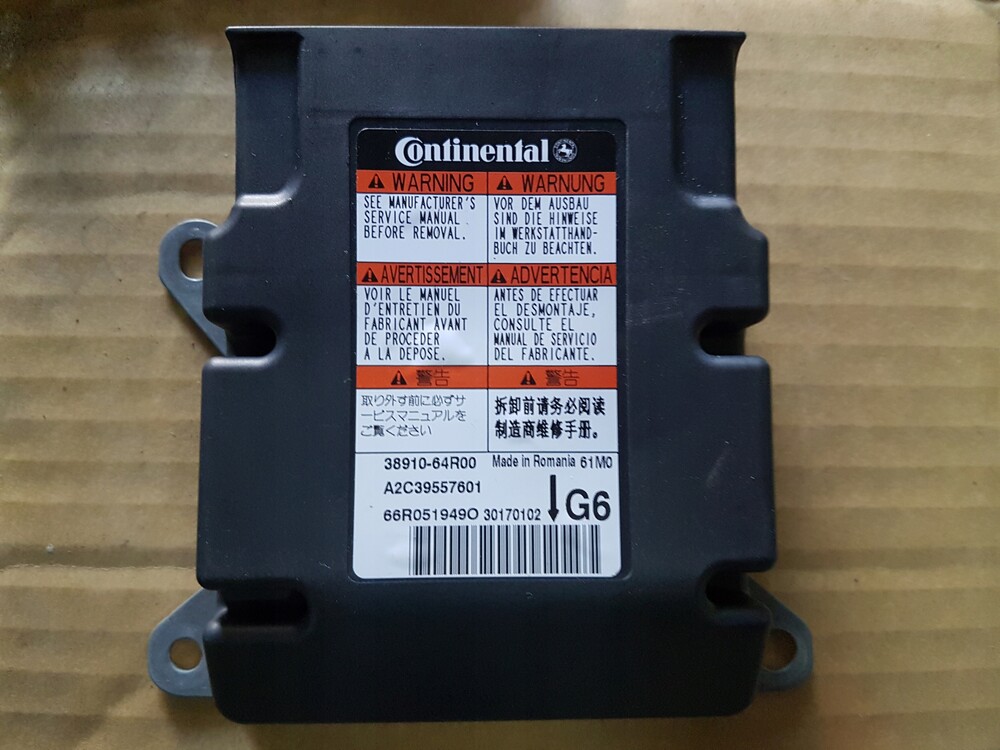 Continental
WARNING
SEE MANUFACTURER'S
SERVICE MANUAL
BEFORE REMOVAL.
WARNUNG
VOR DEM AUSBAU
SIND DIE HINWEISE
IM WERKSTATTHAND-
BUCH ZU BEACHTEN.
AVERTISSEMENT
VOIR LE MANUEL
D'ENTRETIEN DU
FABRICANT AVANT
DE PROCEDER
A LA DEPOSE.
ADVERTENCIA
ANTES DE EFECTUAR
EL DESMONTAJE,
CONSULTE EL
MANUAL DE SERVICIO
DEL FABRICANTE.
警告
取り外す前に必ずサ
ービスマニュアルを
ご覧ください
警告
拆卸前请务必阅读
制造商维修手册。
38910-64R00 Made in Romania 61M0
A2C39557601
66R051949O 30170102 G6